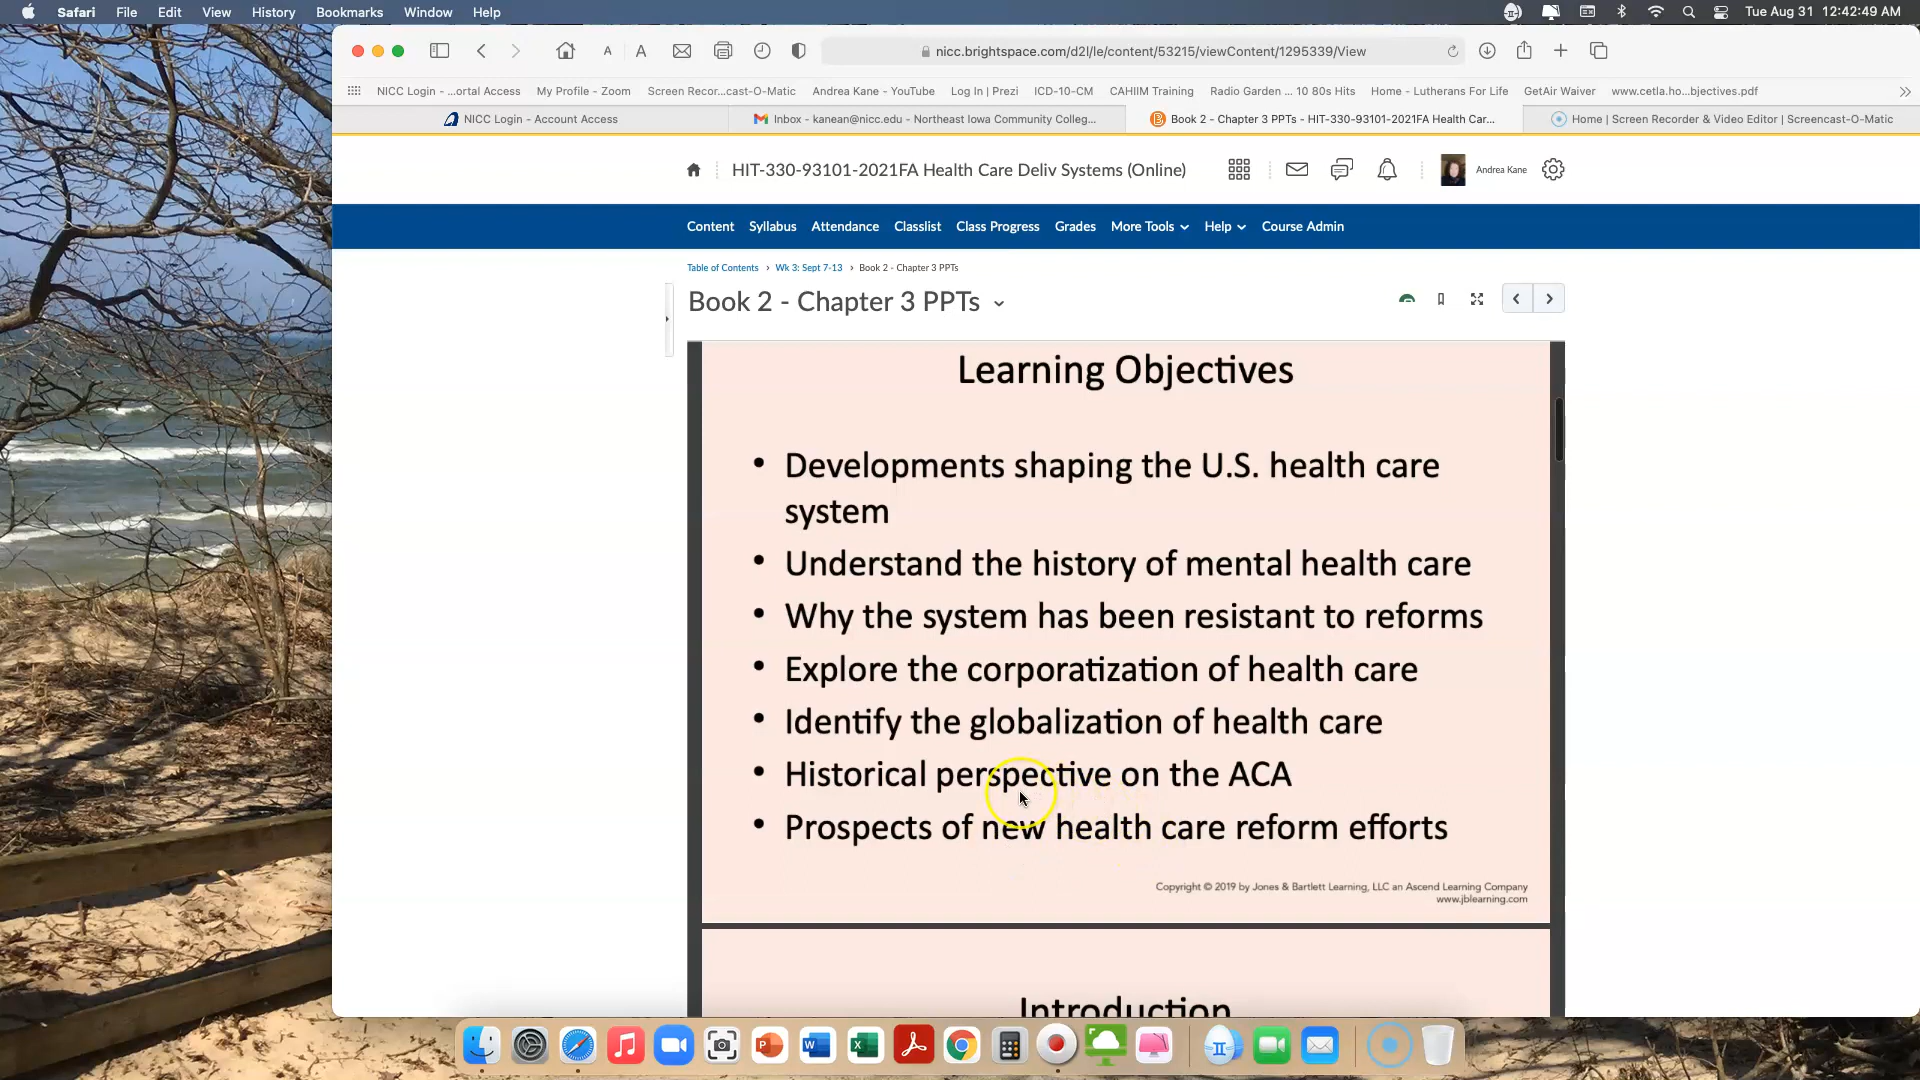 Safari File Edit View History Bookmarks Window Help Tue Aug 31 12:42:49 AM
A A nicc.brightspace.com/d2l/le/content/53215/viewContent/1295339/View
NICC Login - ...ortal Access My Profile - Zoom Screen Recor...cast-O-Matic Andrea Kane - YouTube Log In | Prezi ICD-10-CM CAHIIM Training Radio Garden ... 10 80s Hits Home - Lutherans For Life GetAir Waiver www.cetla.ho...bjectives.pdf
NICC Login - Account Access Inbox - kanean@nicc.edu - Northeast Iowa Community Colleg... Book 2 - Chapter 3 PPTs - HIT-330-93101-2021FA Health Car... Home | Screen Recorder & Video Editor | Screencast-O-Matic
HIT-330-93101-2021FA Health Care Deliv Systems (Online) Andrea Kane
Content Syllabus Attendance Classlist Class Progress Grades More Tools Help Course Admin
Table of Contents › Wk 3: Sept 7-13 › Book 2 - Chapter 3 PPTs
Book 2 - Chapter 3 PPTs
Learning Objectives
• Developments shaping the U.S. health care
system
• Understand the history of mental health care
• Why the system has been resistant to reforms
• Explore the corporatization of health care
• Identify the globalization of health care
• Historical perspective on the ACA
• Prospects of new health care reform efforts
Copyright © 2019 by Jones & Bartlett Learning, LLC an Ascend Learning Company
www.jblearning.com
Introduction